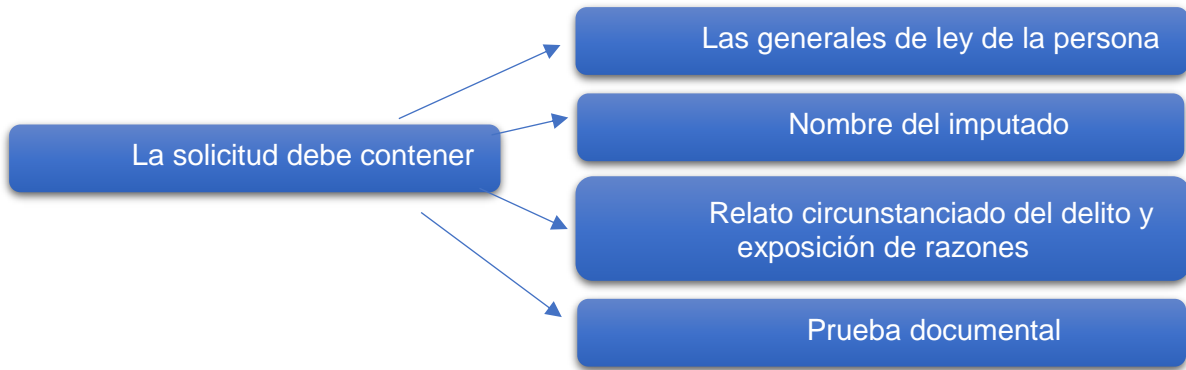 Las generales de ley de la persona
Nombre del imputado
La solicitud debe contener
Relato circunstanciado del delito y
exposición de razones
Prueba documental